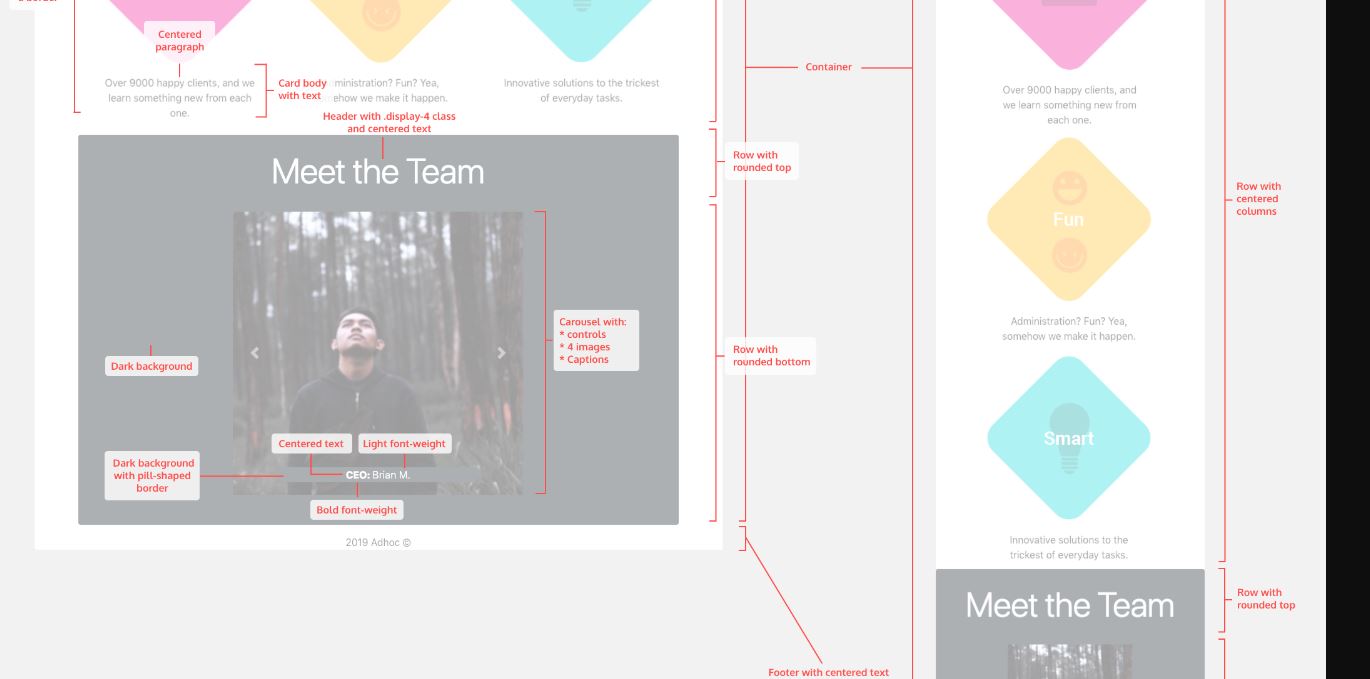 Centered
paragraph
Over 9000 happy clients, and we
learn something new from each
one.
Card body
with text
ministration? Fun? Yea,
ehow we make it happen.
Innovative solutions to the trickest
of everyday tasks.
Header with .display-4 class
and centered text
Meet the Team
Row with
rounded top
Container
Carousel with:
* controls
* 4 images
* Captions
Row with
rounded bottom
Dark background
Centered text
Light font-weight
Dark background
with pill-shaped
border
CEO: Brian M.
Bold font-weight
2019 Adhoc ©
Footer with centered text
Over 9000 happy clients, and
we learn something new from
each one.
Fun
Row with
centered
columns
Administration? Fun? Yea,
somehow we make it happen.
Smart
Innovative solutions to the
trickest of everyday tasks.
Meet the Team
Row with
rounded top